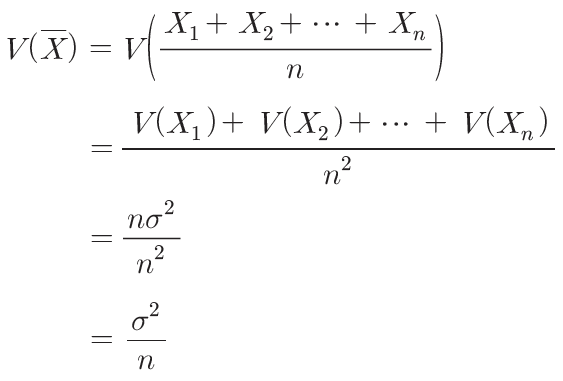 V(X̅) = V((X₁ + X₂ + ⋯ + Xₙ)/n)
= (V(X₁) + V(X₂) + ⋯ + V(Xₙ))/n²
= nσ²/n²
= σ²/n